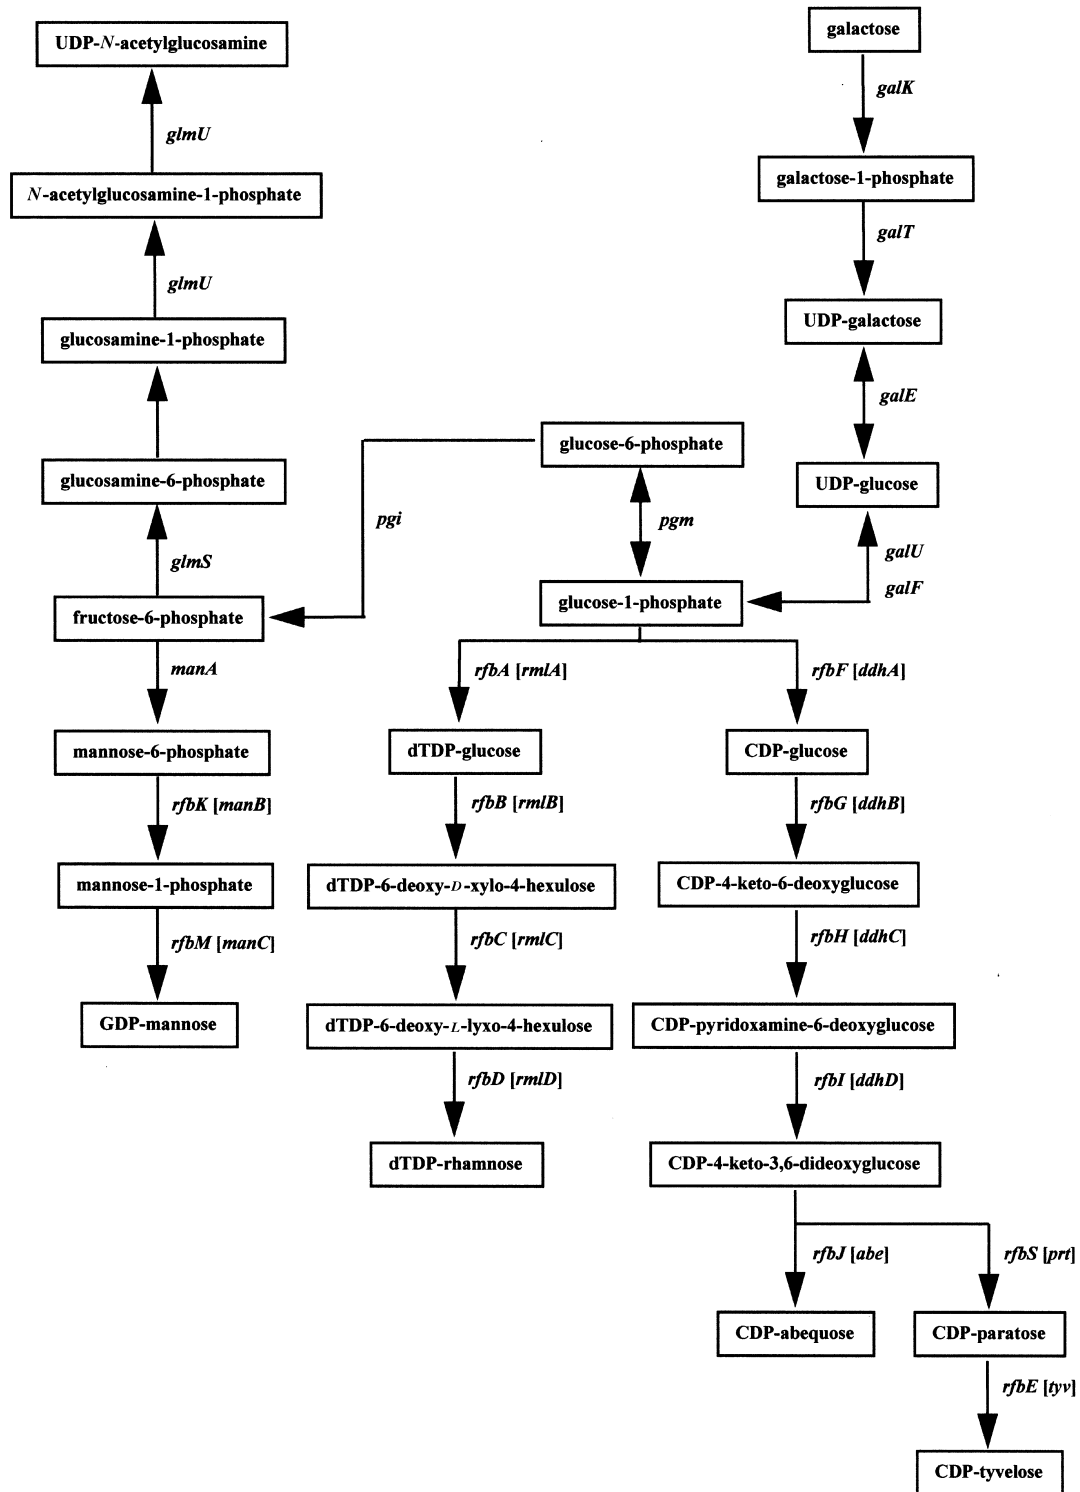 UDP-N-acetylglucosamine
galactose
galK
glmU
N-acetylglucosamine-1-phosphate
galactose-1-phosphate
galT
glmU
UDP-galactose
glucosamine-1-phosphate
galE
glucose-6-phosphate
glucosamine-6-phosphate
UDP-glucose
pgi
pgm
galU
glmS
galF
fructose-6-phosphate
glucose-1-phosphate
manA
rfbA [rmlA]
rfbF [ddhA]
mannose-6-phosphate
dTDP-glucose
CDP-glucose
rfbK [manB]
rfbB [rmlB]
rfbG [ddhB]
mannose-1-phosphate
dTDP-6-deoxy-D-xylo-4-hexulose
CDP-4-keto-6-deoxyglucose
rfbM [manC]
rfbC [rmlC]
rfbH [ddhC]
GDP-mannose
dTDP-6-deoxy-L-lyxo-4-hexulose
CDP-pyridoxamine-6-deoxyglucose
rfbD [rmlD]
rfbI [ddhD]
dTDP-rhamnose
CDP-4-keto-3,6-dideoxyglucose
rfbJ [abe]
rfbS [prt]
CDP-abequose
CDP-paratose
rfbE [tyv]
CDP-tyvelose